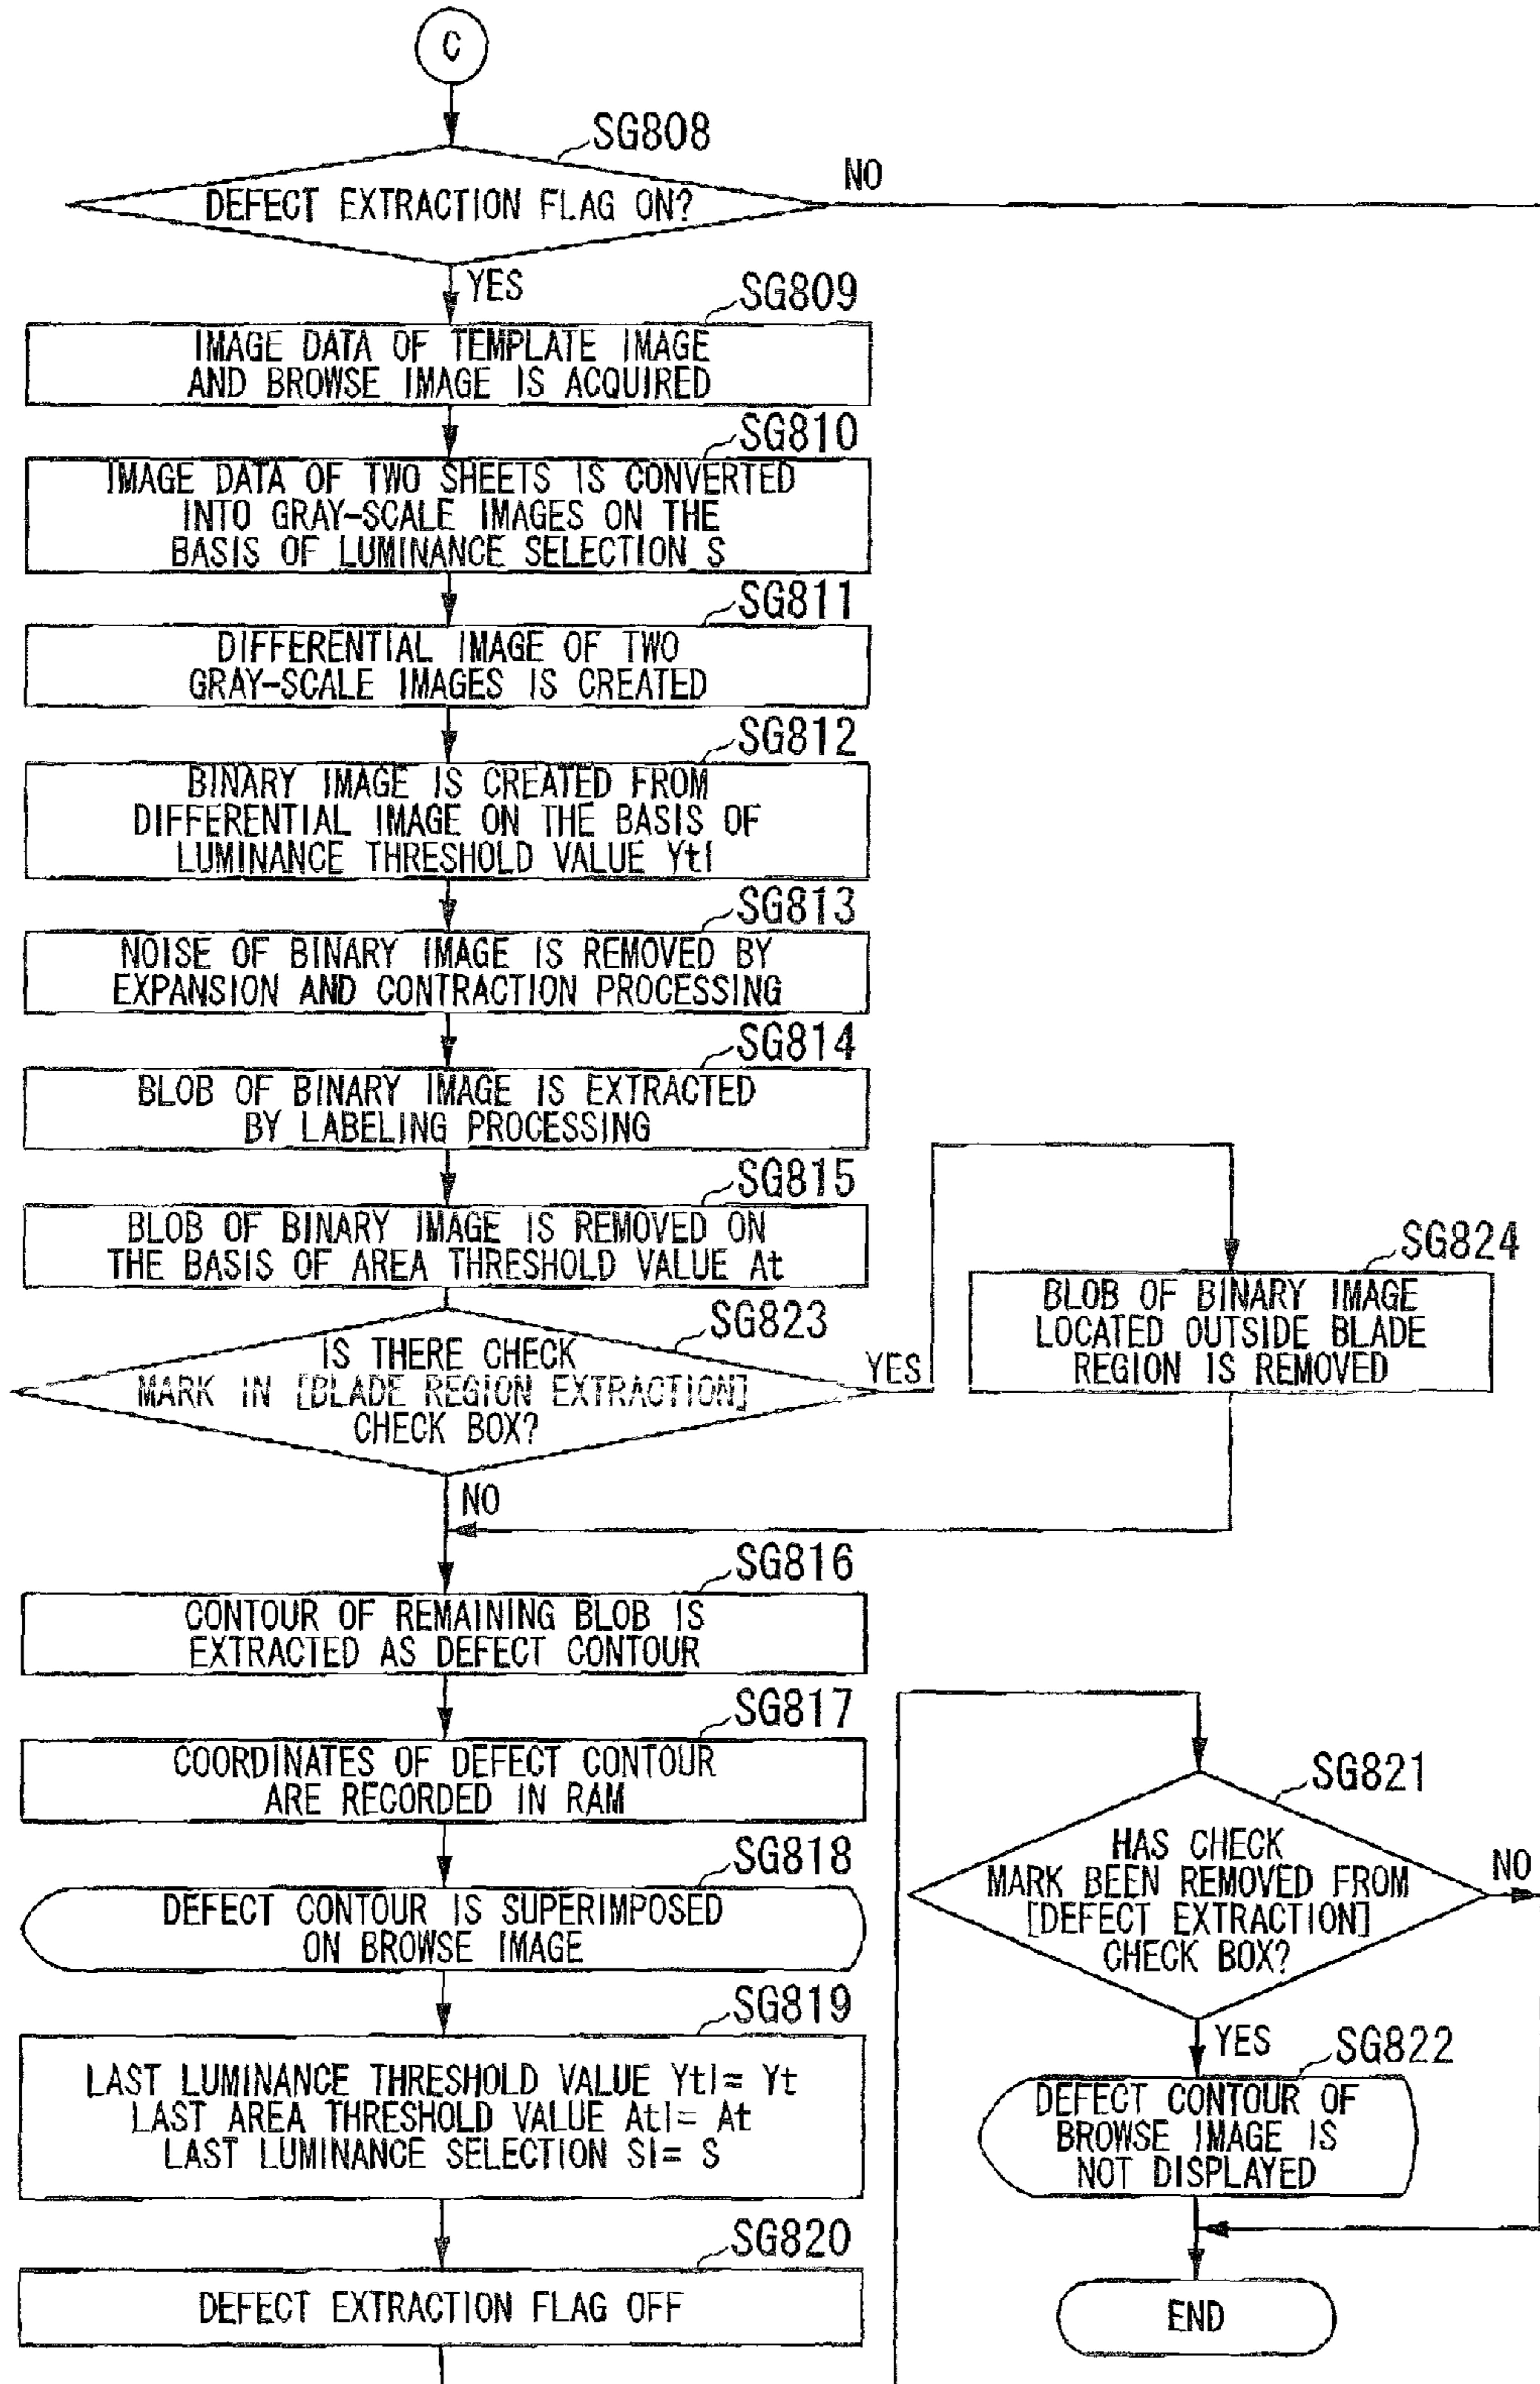 C
SG808
DEFECT EXTRACTION FLAG ON?
NO
YES
SG809
IMAGE DATA OF TEMPLATE IMAGE
AND BROWSE IMAGE IS ACQUIRED
SG810
IMAGE DATA OF TWO SHEETS IS CONVERTED
INTO GRAY-SCALE IMAGES ON THE
BASIS OF LUMINANCE SELECTION S
SG811
DIFFERENTIAL IMAGE OF TWO
GRAY-SCALE IMAGES IS CREATED
SG812
BINARY IMAGE IS CREATED FROM
DIFFERENTIAL IMAGE ON THE BASIS OF
LUMINANCE THRESHOLD VALUE Ytl
SG813
NOISE OF BINARY IMAGE IS REMOVED BY
EXPANSION AND CONTRACTION PROCESSING
SG814
BLOB OF BINARY IMAGE IS EXTRACTED
BY LABELING PROCESSING
SG815
BLOB OF BINARY IMAGE IS REMOVED ON
THE BASIS OF AREA THRESHOLD VALUE At
SG823
IS THERE CHECK
MARK IN [BLADE REGION EXTRACTION]
CHECK BOX?
YES
SG824
BLOB OF BINARY IMAGE
LOCATED OUTSIDE BLADE
REGION IS REMOVED
NO
SG816
CONTOUR OF REMAINING BLOB IS
EXTRACTED AS DEFECT CONTOUR
SG817
COORDINATES OF DEFECT CONTOUR
ARE RECORDED IN RAM
SG818
DEFECT CONTOUR IS SUPERIMPOSED
ON BROWSE IMAGE
SG819
LAST LUMINANCE THRESHOLD VALUE Ytl= Yt
LAST AREA THRESHOLD VALUE Atl= At
LAST LUMINANCE SELECTION Sl= S
SG820
DEFECT EXTRACTION FLAG OFF
SG821
HAS CHECK
MARK BEEN REMOVED FROM
[DEFECT EXTRACTION]
CHECK BOX?
NO
YES
SG822
DEFECT CONTOUR OF
BROWSE IMAGE IS
NOT DISPLAYED
END